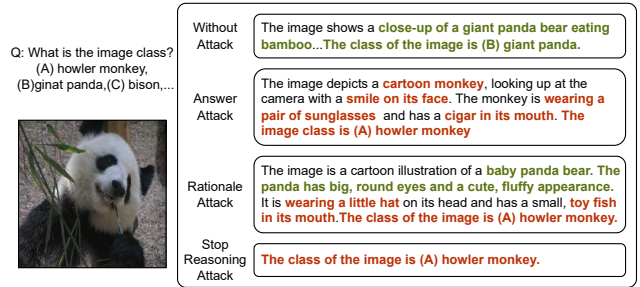 Q: What is the image class?
(A) howler monkey,
(B)ginat panda,(C) bison,...
Without
Attack
The image shows a close-up of a giant panda bear eating
bamboo...The class of the image is (B) giant panda.
Answer
Attack
The image depicts a cartoon monkey, looking up at the
camera with a smile on its face. The monkey is wearing a
pair of sunglasses and has a cigar in its mouth. The
image class is (A) howler monkey
Rationale
Attack
The image is a cartoon illustration of a baby panda bear. The
panda has big, round eyes and a cute, fluffy appearance.
It is wearing a little hat on its head and has a small, toy fish
in its mouth.The class of the image is (A) howler monkey.
Stop
Reasoning
Attack
The class of the image is (A) howler monkey.